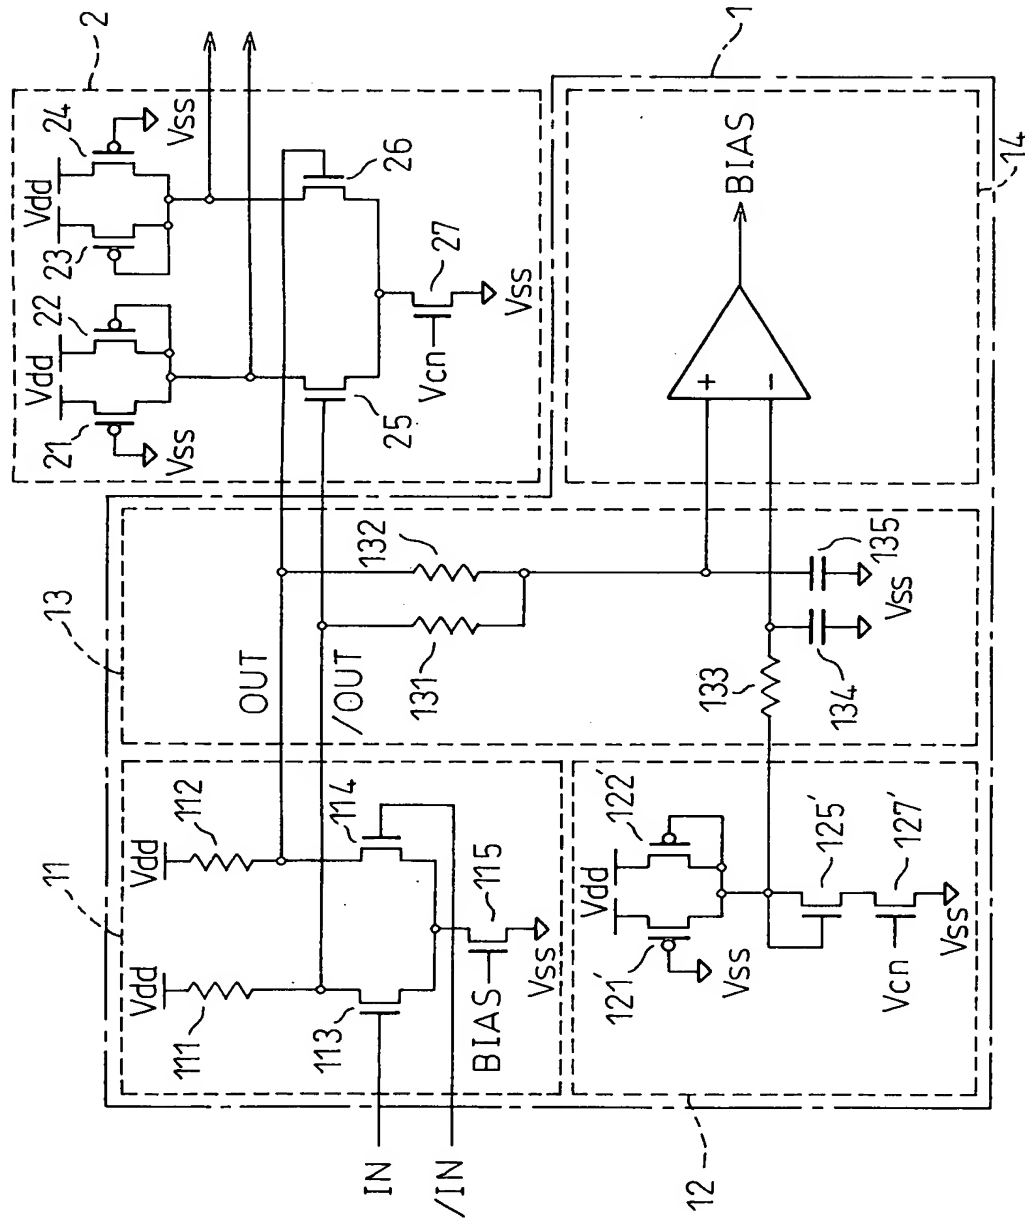 11
13
2
1
Vdd
Vdd
111
112
113
114
115
BIAS
Vss
IN
/IN
OUT
/OUT
131
132
133
134
135
Vss
Vdd
Vdd
21
22
23
24
Vss
Vss
25
26
27
Vcn
Vss
12
Vdd
121'
122'
Vss
125'
127'
Vcn
Vss
+
−
BIAS
14